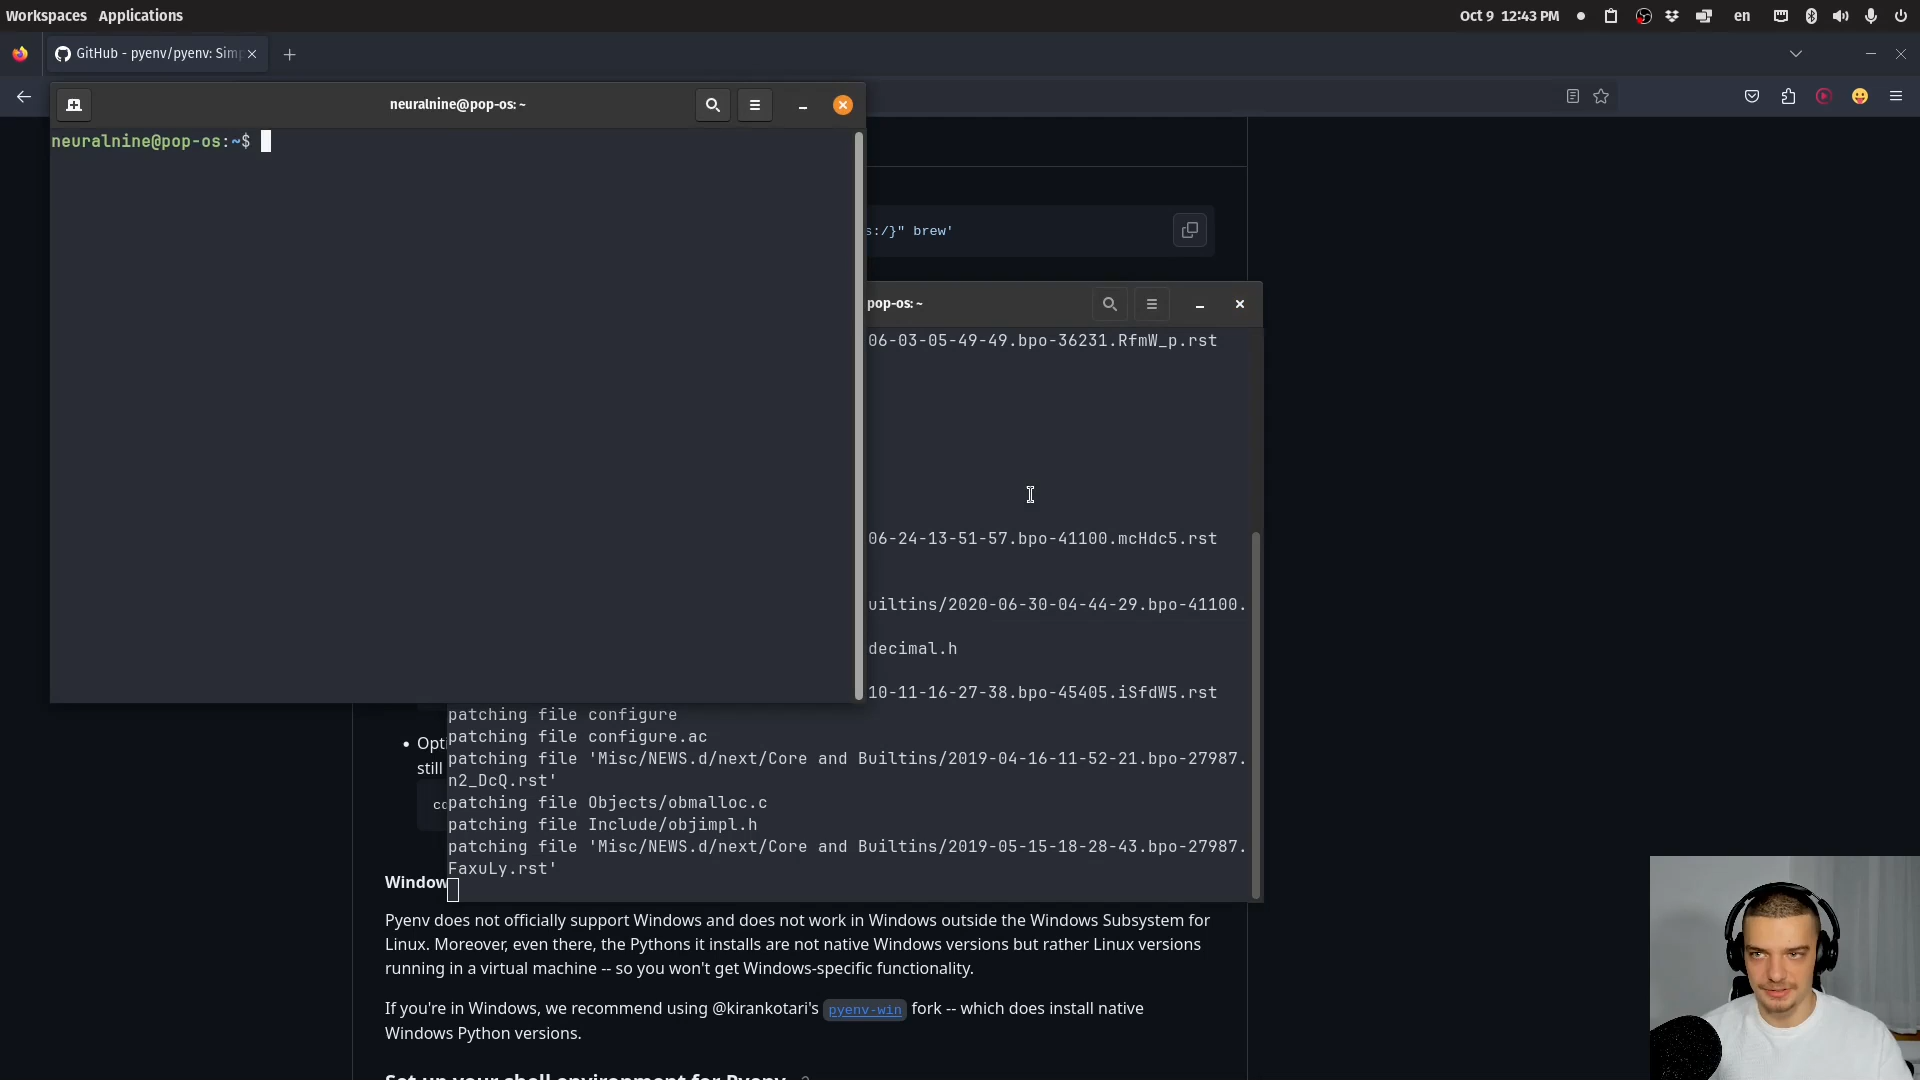 Workspaces Applications
Oct 9 12:43 PM
en
GitHub - pyenv/pyenv: Sim
neuralnine@pop-os: ~
neuralnine@pop-os:~$
s:/}" brew'
pop-os: ~
06-03-05-49-49.bpo-36231.RfmW_p.rst
06-24-13-51-57.bpo-41100.mcHdc5.rst
uiltins/2020-06-30-04-44-29.bpo-41100.
decimal.h
10-11-16-27-38.bpo-45405.iSfdW5.rst
patching file configure
patching file configure.ac
patching file 'Misc/NEWS.d/next/Core and Builtins/2019-04-16-11-52-21.bpo-27987.
n2_DcQ.rst'
patching file Objects/obmalloc.c
patching file Include/objimpl.h
patching file 'Misc/NEWS.d/next/Core and Builtins/2019-05-15-18-28-43.bpo-27987.
FaxuLy.rst'
• Opti
still
Window
Pyenv does not officially support Windows and does not work in Windows outside the Windows Subsystem for
Linux. Moreover, even there, the Pythons it installs are not native Windows versions but rather Linux versions
running in a virtual machine -- so you won't get Windows-specific functionality.
If you're in Windows, we recommend using @kirankotari's pyenv-win fork -- which does install native
Windows Python versions.
Set up your shell environment for Pyenv